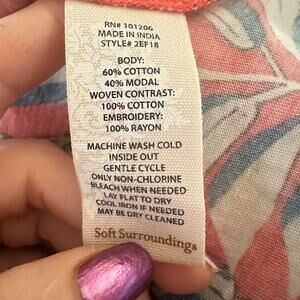 RN# 101206
MADE IN INDIA
STYLE# 2EF18
BODY:
60% COTTON
40% MODAL
WOVEN CONTRAST:
100% COTTON
EMBROIDERY:
100% RAYON
MACHINE WASH COLD
INSIDE OUT
GENTLE CYCLE
ONLY NON-CHLORINE
BLEACH WHEN NEEDED
LAY FLAT TO DRY
COOL IRON IF NEEDED
MAY BE DRY CLEANED
Soft Surroundings